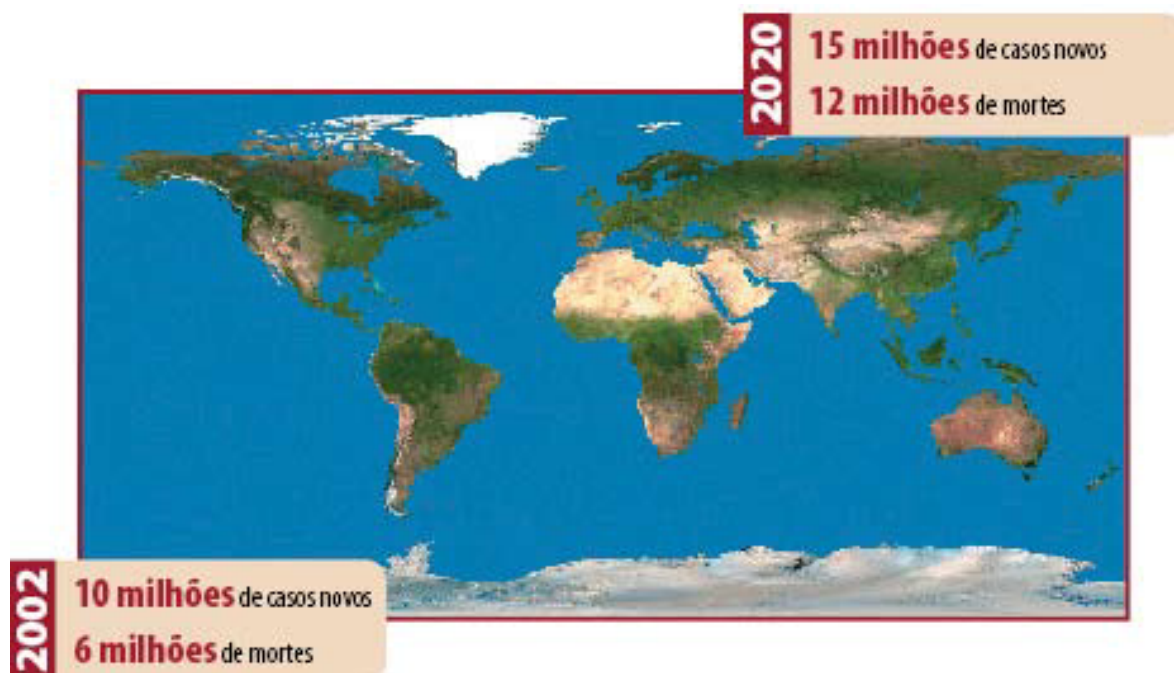 2020
15 milhões de casos novos
12 milhões de mortes
2002
10 milhões de casos novos
6 milhões de mortes